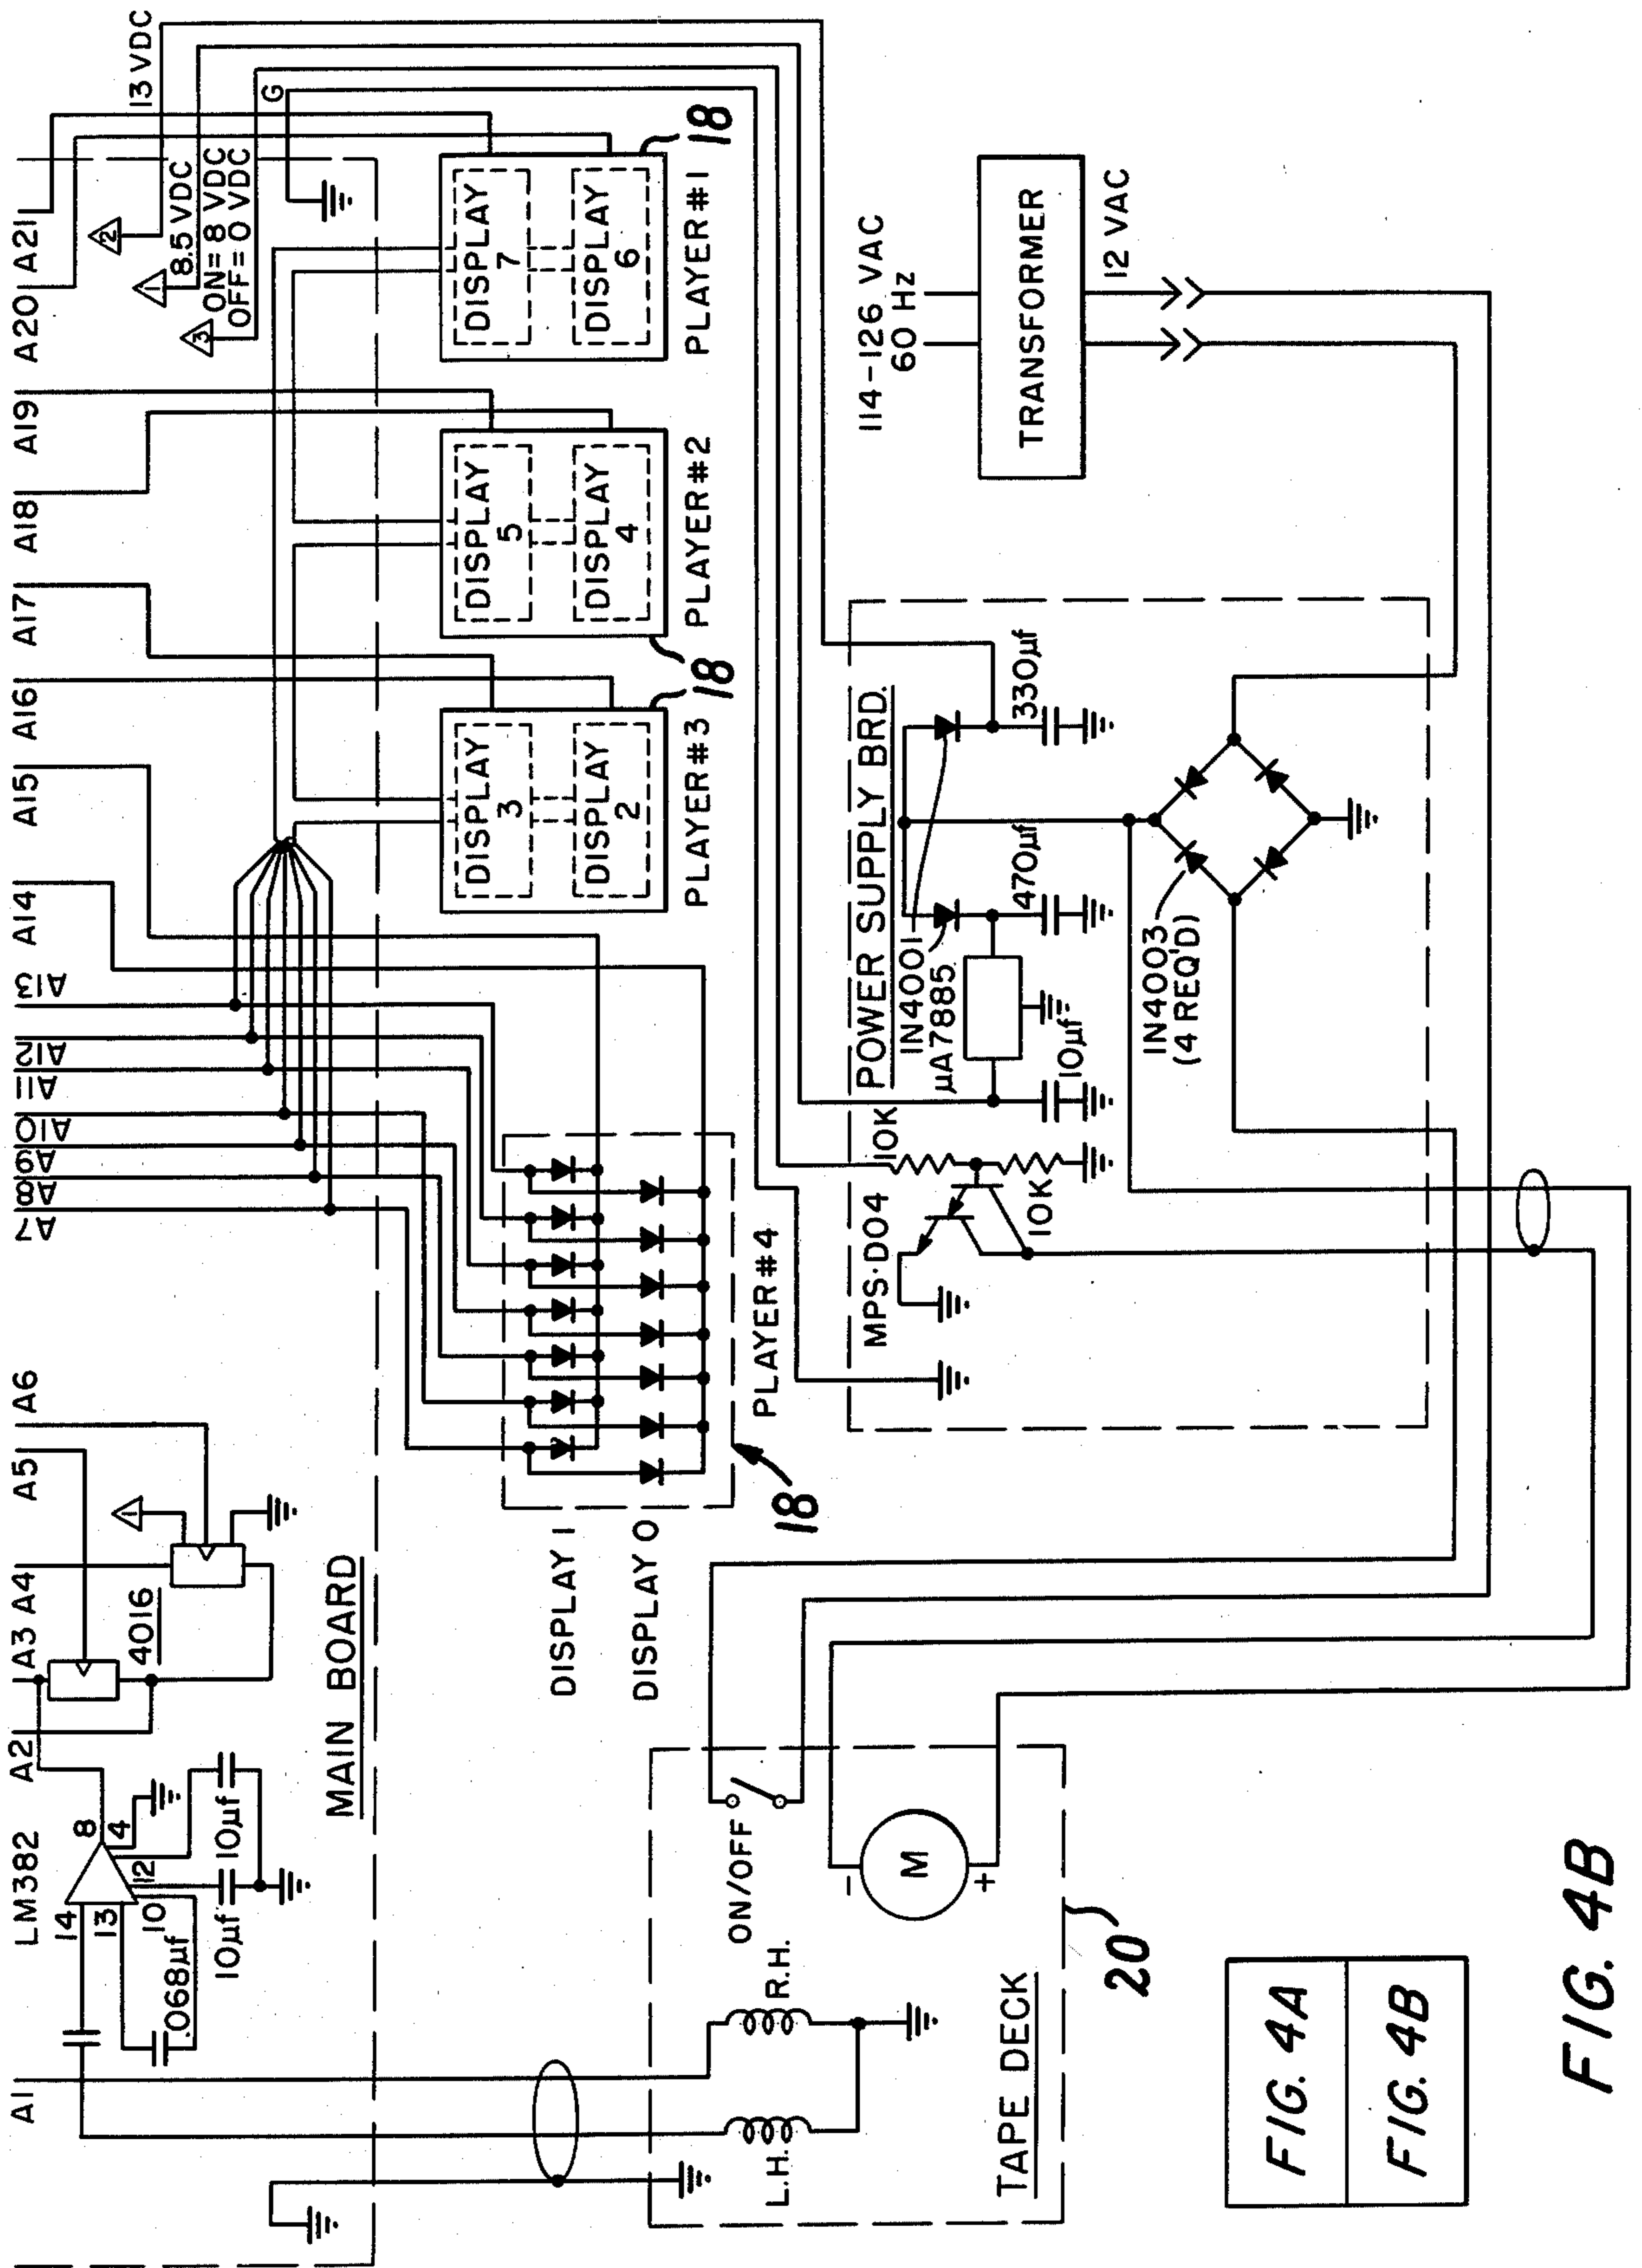 A1
LM382
A2
A3
A4
A5
A6
A7
A8
A9
A10
A11
A12
A13
A14
A15
A16
A17
A18
A19
A20
A21
14
13
10
12
8
4
.068µf
10µf
10µf
4016
1
MAIN BOARD
2
13 VDC
1
8.5 VDC
3
ON=8 VDC
OFF=0 VDC
G
DISPLAY 1
DISPLAY 0
PLAYER #4
18
DISPLAY
3
DISPLAY
2
PLAYER #3
18
DISPLAY
5
DISPLAY
4
PLAYER #2
18
DISPLAY
7
DISPLAY
6
PLAYER #1
18
L.H.
R.H.
ON/OFF
M
-
+
TAPE DECK
20
POWER SUPPLY BRD.
MPS·D04
10K
10K
IN4001
µA7885
10µf
470µf
330µf
IN4003
(4 REQ'D)
114-126 VAC
60 Hz
TRANSFORMER
12 VAC
FIG. 4A
FIG. 4B
FIG. 4B